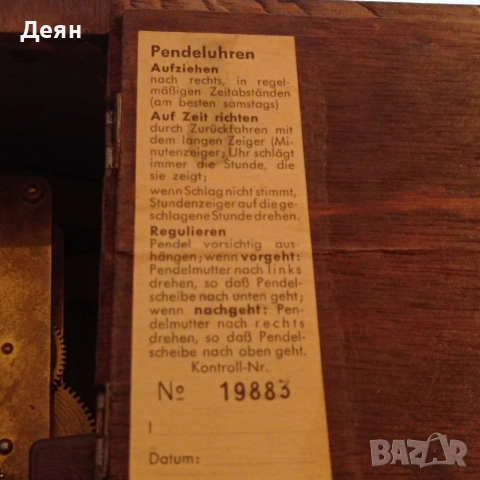 Деян
Pendeluhren
Aufziehen
nach rechts, in regel-
mäßigen Zeitabständen
(am besten samstags)
Auf Zeit richten
durch Zurückfahren mit
dem langen Zeiger (Mi-
nutenzeiger; Uhr schlägt
immer die Stunde, die
sie zeigt;
wenn Schlag nicht stimmt,
Stundenzeiger auf die ge-
schlagene Stunde drehen.
Regulieren
Pendel vorsichtig aus-
hängen; wenn vorgeht:
Pendelmutter nach links
drehen, so daß Pendel-
scheibe nach unten geht;
wenn nachgeht: Pen-
delmutter nach rechts
drehen, so daß Pendel-
scheibe nach oben geht.
Kontroll-Nr.
No 19883
I
Datum:
BAZAR